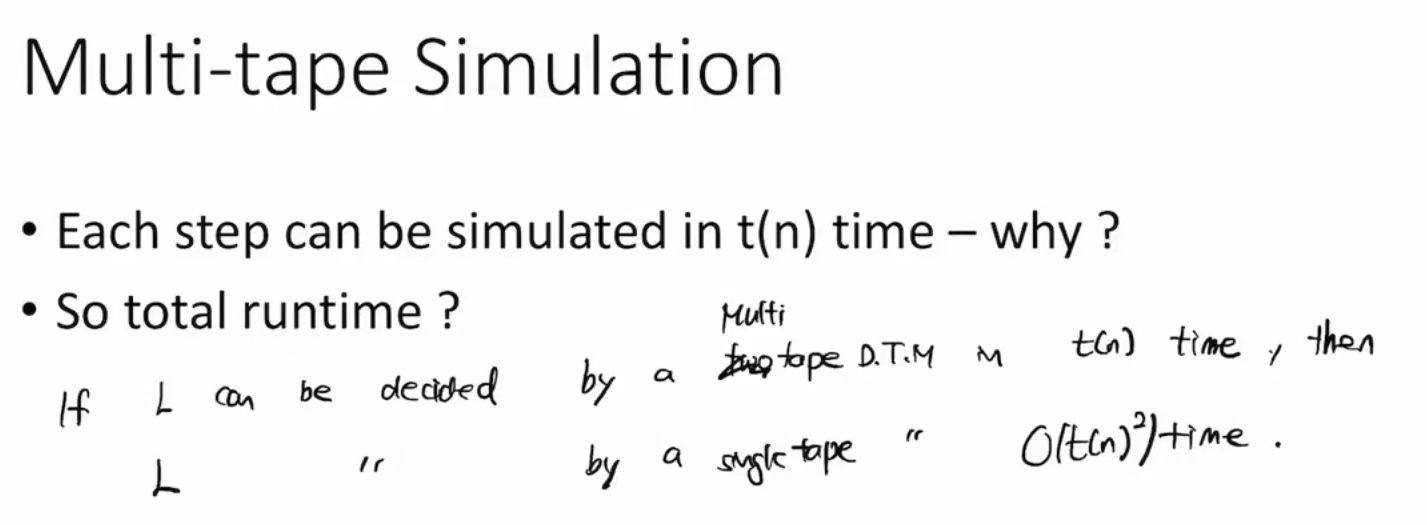 Multi-tape Simulation
• Each step can be simulated in t(n) time – why ?
• So total runtime ?
Multi
If L can be decided by a tape D.T.M M t(n) time, then
L " by a single tape " O(t(n)²) time.